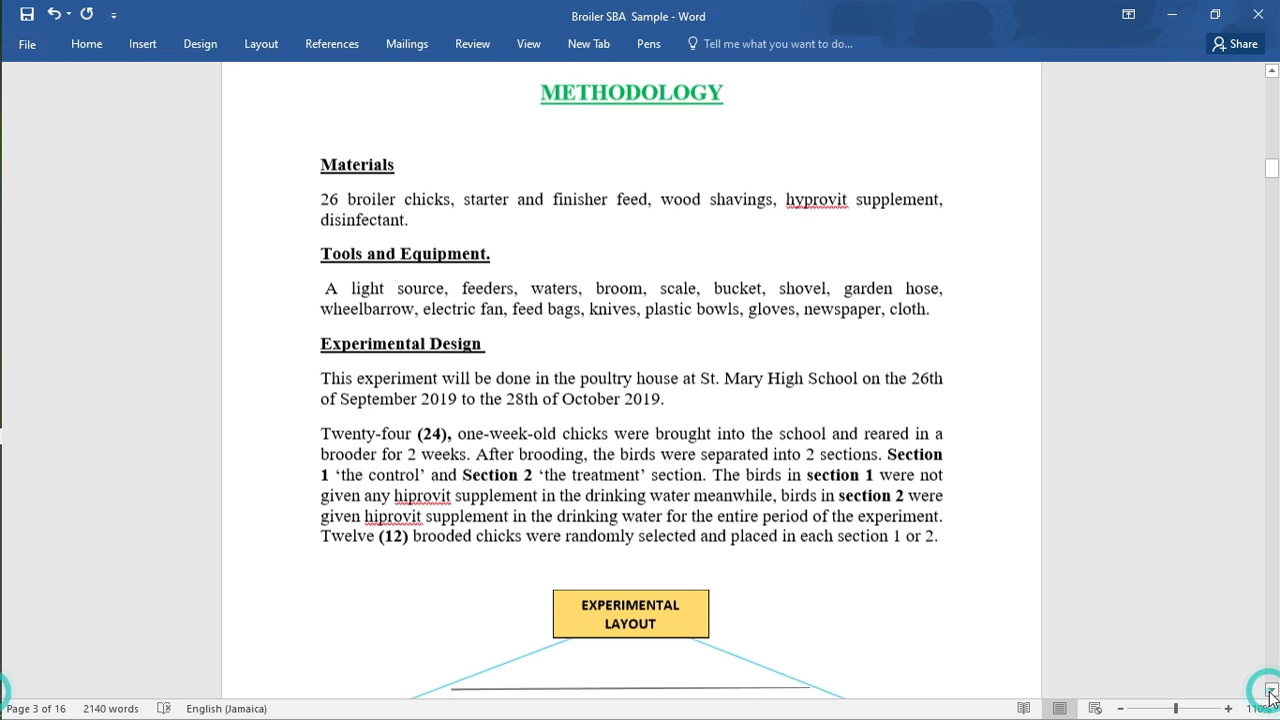 Broiler SBA Sample - Word
File Home Insert Design Layout References Mailings Review View New Tab Pens Tell me what you want to do... Share
METHODOLOGY
Materials
26 broiler chicks, starter and finisher feed, wood shavings, hyprovit supplement,
disinfectant.
Tools and Equipment.
A light source, feeders, waters, broom, scale, bucket, shovel, garden hose,
wheelbarrow, electric fan, feed bags, knives, plastic bowls, gloves, newspaper, cloth.
Experimental Design
This experiment will be done in the poultry house at St. Mary High School on the 26th
of September 2019 to the 28th of October 2019.
Twenty-four (24), one-week-old chicks were brought into the school and reared in a
brooder for 2 weeks. After brooding, the birds were separated into 2 sections. Section
1 ‘the control’ and Section 2 ‘the treatment’ section. The birds in section 1 were not
given any hiprovit supplement in the drinking water meanwhile, birds in section 2 were
given hiprovit supplement in the drinking water for the entire period of the experiment.
Twelve (12) brooded chicks were randomly selected and placed in each section 1 or 2.
EXPERIMENTAL
LAYOUT
Page 3 of 16 2140 words English (Jamaica) 110%